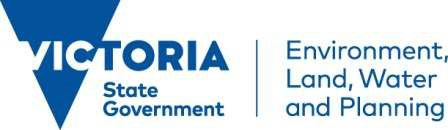 VICTORIA
State
Government
Environment,
Land, Water
and Planning